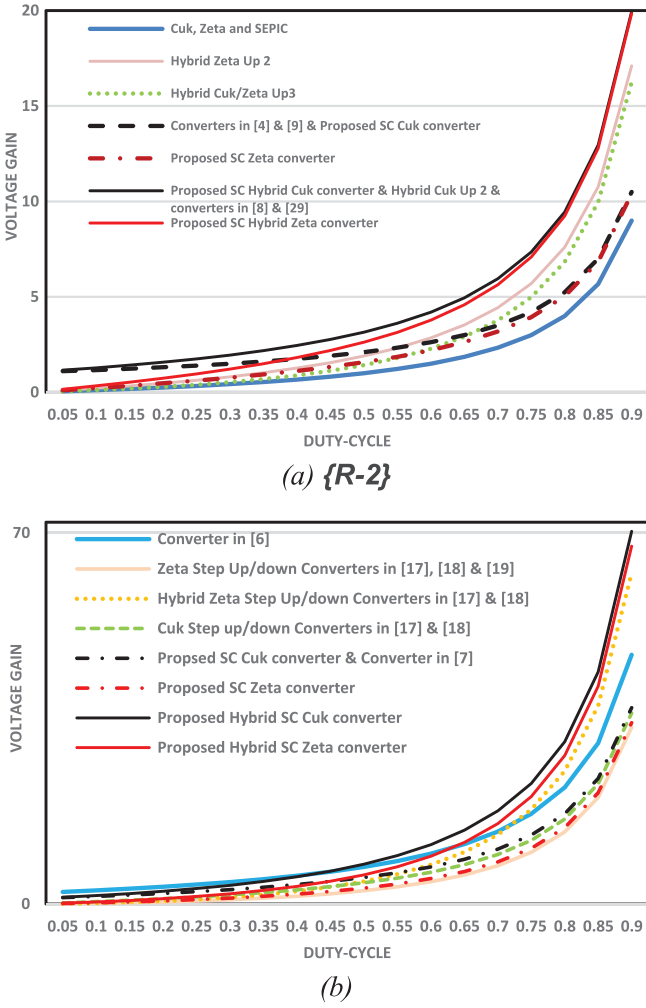 20
15
10
5
0
VOLTAGE GAIN
Cuk, Zeta and SEPIC
Hybrid Zeta Up 2
Hybrid Cuk/Zeta Up3
Converters in [4] & [9] & Proposed SC Cuk converter
Proposed SC Zeta converter
Proposed SC Hybrid Cuk converter & Hybrid Cuk Up 2 &
converters in [8] & [29]
Proposed SC Hybrid Zeta converter
0.05 0.1 0.15 0.2 0.25 0.3 0.35 0.4 0.45 0.5 0.55 0.6 0.65 0.7 0.75 0.8 0.85 0.9
DUTY-CYCLE
(a) {R-2}
70
0
VOLTAGE GAIN
Converter in [6]
Zeta Step Up/down Converters in [17], [18] & [19]
Hybrid Zeta Step Up/down Converters in [17] & [18]
Cuk Step up/down Converters in [17] & [18]
Propsed SC Cuk converter & Converter in [7]
Proposed SC Zeta converter
Proposed Hybrid SC Cuk converter
Proposed Hybrid SC Zeta converter
0.05 0.1 0.15 0.2 0.25 0.3 0.35 0.4 0.45 0.5 0.55 0.6 0.65 0.7 0.75 0.8 0.85 0.9
DUTY-CYCLE
(b)